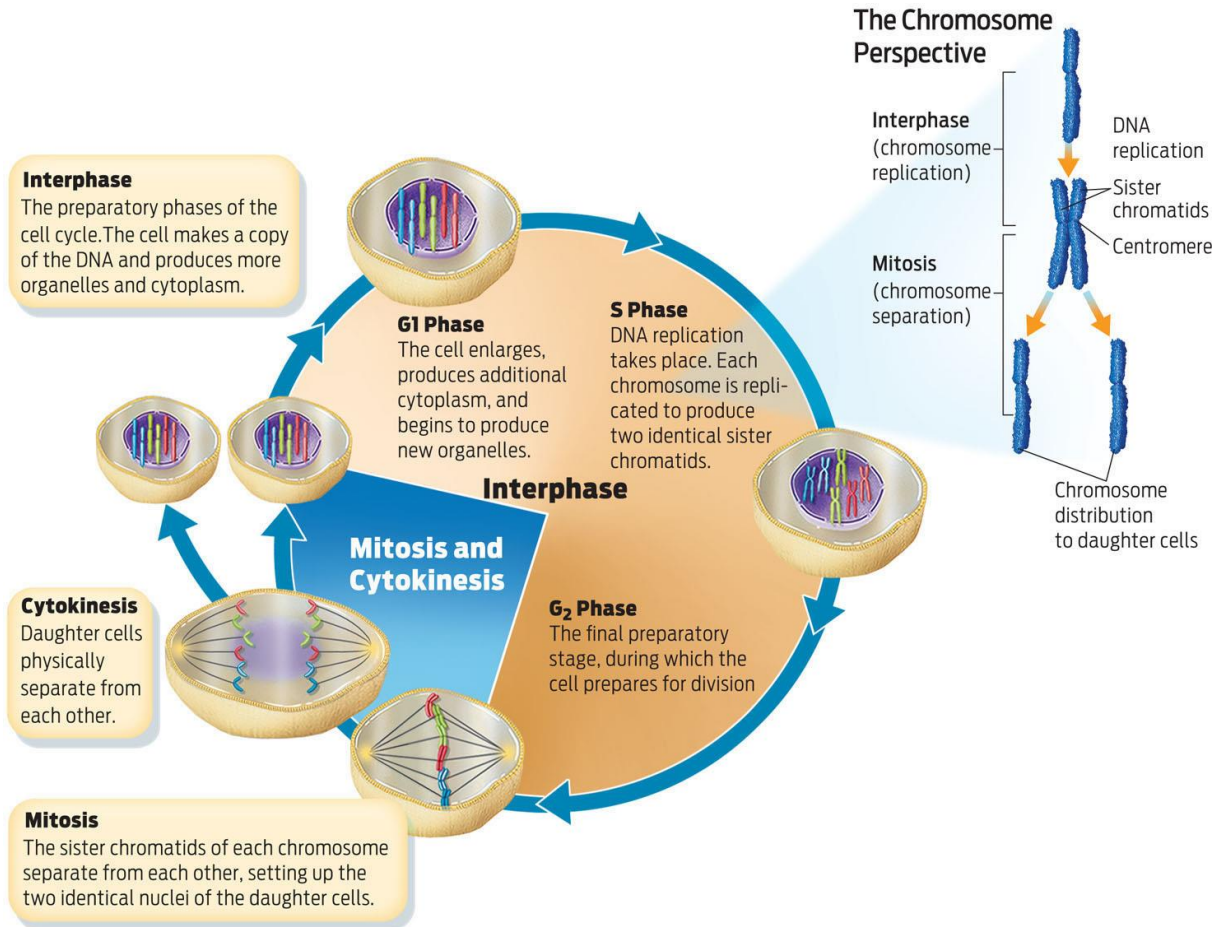 The Chromosome
Perspective
Interphase
(chromosome
replication)
DNA
replication
Sister
chromatids
Centromere
Mitosis
(chromosome
separation)
Chromosome
distribution
to daughter cells
Interphase
The preparatory phases of the
cell cycle.The cell makes a copy
of the DNA and produces more
organelles and cytoplasm.
G1 Phase
The cell enlarges,
produces additional
cytoplasm, and
begins to produce
new organelles.
S Phase
DNA replication
takes place. Each
chromosome is repli-
cated to produce
two identical sister
chromatids.
Interphase
Mitosis and
Cytokinesis
G₂ Phase
The final preparatory
stage, during which the
cell prepares for division
Cytokinesis
Daughter cells
physically
separate from
each other.
Mitosis
The sister chromatids of each chromosome
separate from each other, setting up the
two identical nuclei of the daughter cells.